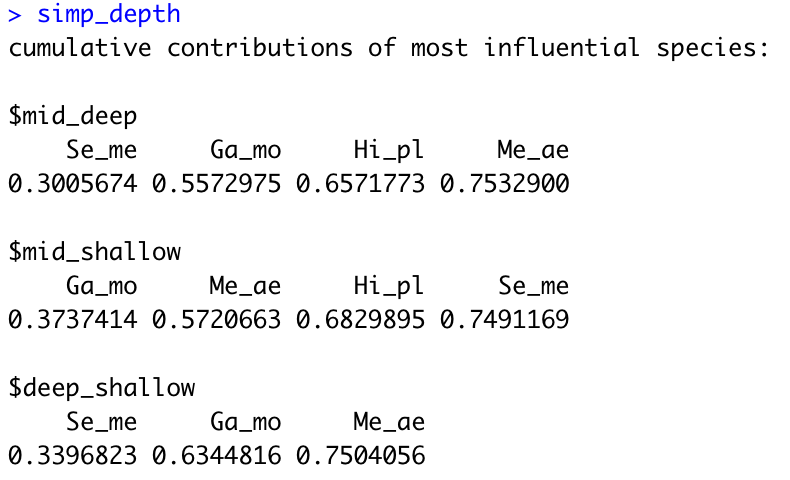 > simp_depth
cumulative contributions of most influential species:
$mid_deep
Se_me Ga_mo Hi_pl Me_ae
0.3005674 0.5572975 0.6571773 0.7532900
$mid_shallow
Ga_mo Me_ae Hi_pl Se_me
0.3737414 0.5720663 0.6829895 0.7491169
$deep_shallow
Se_me Ga_mo Me_ae
0.3396823 0.6344816 0.7504056